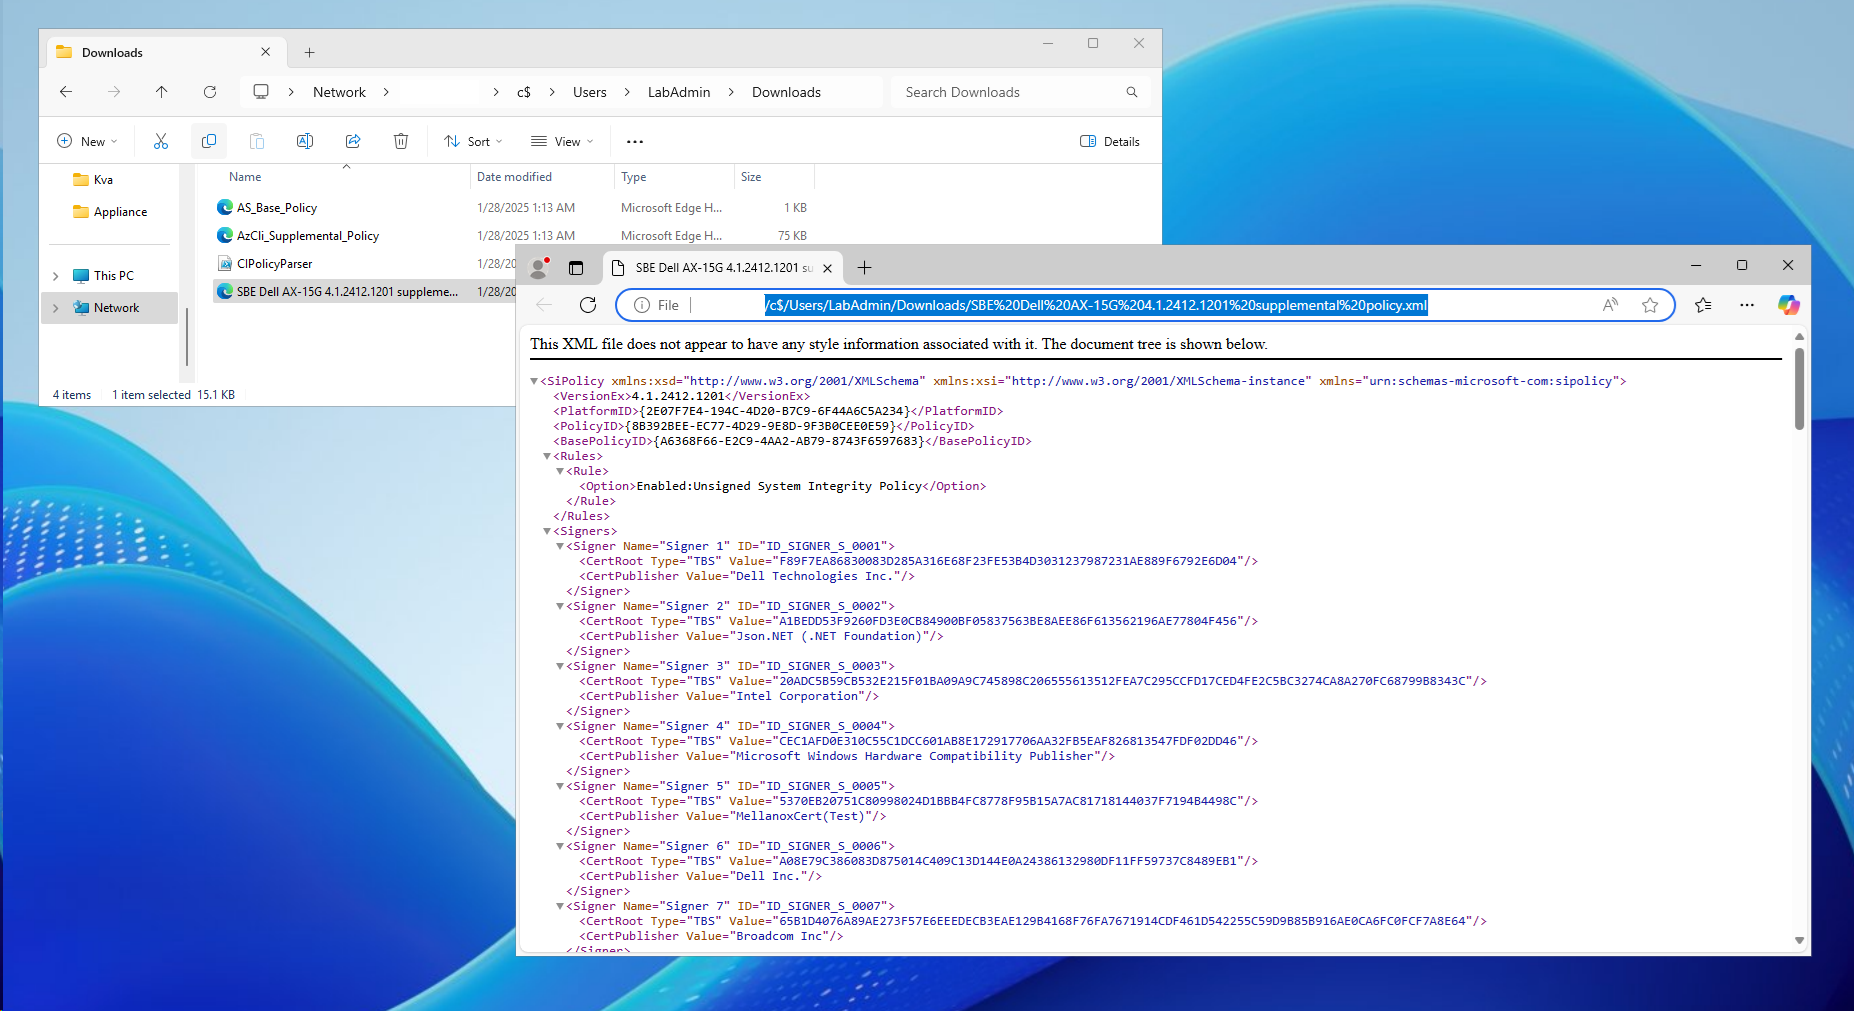 Downloads
Network
c$
Users
LabAdmin
Downloads
Search Downloads
New
Sort
View
Details
Name
Date modified
Type
Size
Kva
Appliance
This PC
Network
AS_Base_Policy 1/28/2025 1:13 AM Microsoft Edge H... 1 KB
AzCli_Supplemental_Policy 1/28/2025 1:13 AM Microsoft Edge H... 75 KB
CIPolicyParser 1/28/20
SBE Dell AX-15G 4.1.2412.1201 suppleme... 1/28/20
4 items 1 item selected 15.1 KB
SBE Dell AX-15G 4.1.2412.1201 su
File /c$/Users/LabAdmin/Downloads/SBE%20Dell%20AX-15G%204.1.2412.1201%20supplemental%20policy.xml
This XML file does not appear to have any style information associated with it. The document tree is shown below.
<SiPolicy xmlns:xsd="http://www.w3.org/2001/XMLSchema" xmlns:xsi="http://www.w3.org/2001/XMLSchema-instance" xmlns="urn:schemas-microsoft-com:sipolicy">
<VersionEx>4.1.2412.1201</VersionEx>
<PlatformID>{2E07F7E4-194C-4D20-B7C9-6F44A6C5A234}</PlatformID>
<PolicyID>{8B392BEE-EC77-4D29-9E8D-9F3B0CEE0E59}</PolicyID>
<BasePolicyID>{A6368F66-E2C9-4AA2-AB79-8743F6597683}</BasePolicyID>
<Rules>
<Rule>
<Option>Enabled:Unsigned System Integrity Policy</Option>
</Rule>
</Rules>
<Signers>
<Signer Name="Signer 1" ID="ID_SIGNER_S_0001">
<CertRoot Type="TBS" Value="F89F7EA86830083D285A316E68F23FE53B4D3031237987231AE889F6792E6D04"/>
<CertPublisher Value="Dell Technologies Inc."/>
</Signer>
<Signer Name="Signer 2" ID="ID_SIGNER_S_0002">
<CertRoot Type="TBS" Value="A1BEDD53F9260FD3E0CB84900BF05837563BE8AEE86F613562196AE77804F456"/>
<CertPublisher Value="Json.NET (.NET Foundation)"/>
</Signer>
<Signer Name="Signer 3" ID="ID_SIGNER_S_0003">
<CertRoot Type="TBS" Value="20ADC5B59CB532E215F01BA09A9C745898C206555613512FEA7C295CCFD17CED4FE2C5BC3274CA8A270FC68799B8343C"/>
<CertPublisher Value="Intel Corporation"/>
</Signer>
<Signer Name="Signer 4" ID="ID_SIGNER_S_0004">
<CertRoot Type="TBS" Value="CEC1AFD0E310C55C1DCC601AB8E172917706AA32FB5EAF826813547FDF02DD46"/>
<CertPublisher Value="Microsoft Windows Hardware Compatibility Publisher"/>
</Signer>
<Signer Name="Signer 5" ID="ID_SIGNER_S_0005">
<CertRoot Type="TBS" Value="5370EB20751C80998024D1BBB4FC8778F95B15A7AC81718144037F7194B4498C"/>
<CertPublisher Value="MellanoxCert(Test)"/>
</Signer>
<Signer Name="Signer 6" ID="ID_SIGNER_S_0006">
<CertRoot Type="TBS" Value="A08E79C386083D875014C409C13D144E0A24386132980DF11FF59737C8489EB1"/>
<CertPublisher Value="Dell Inc."/>
</Signer>
<Signer Name="Signer 7" ID="ID_SIGNER_S_0007">
<CertRoot Type="TBS" Value="65B1D4076A89AE273F57E6EEEDECB3EAE129B4168F76FA7671914CDF461D542255C59D9B85B916AE0CA6FC0FCF7A8E64"/>
<CertPublisher Value="Broadcom Inc"/>
</Signer>